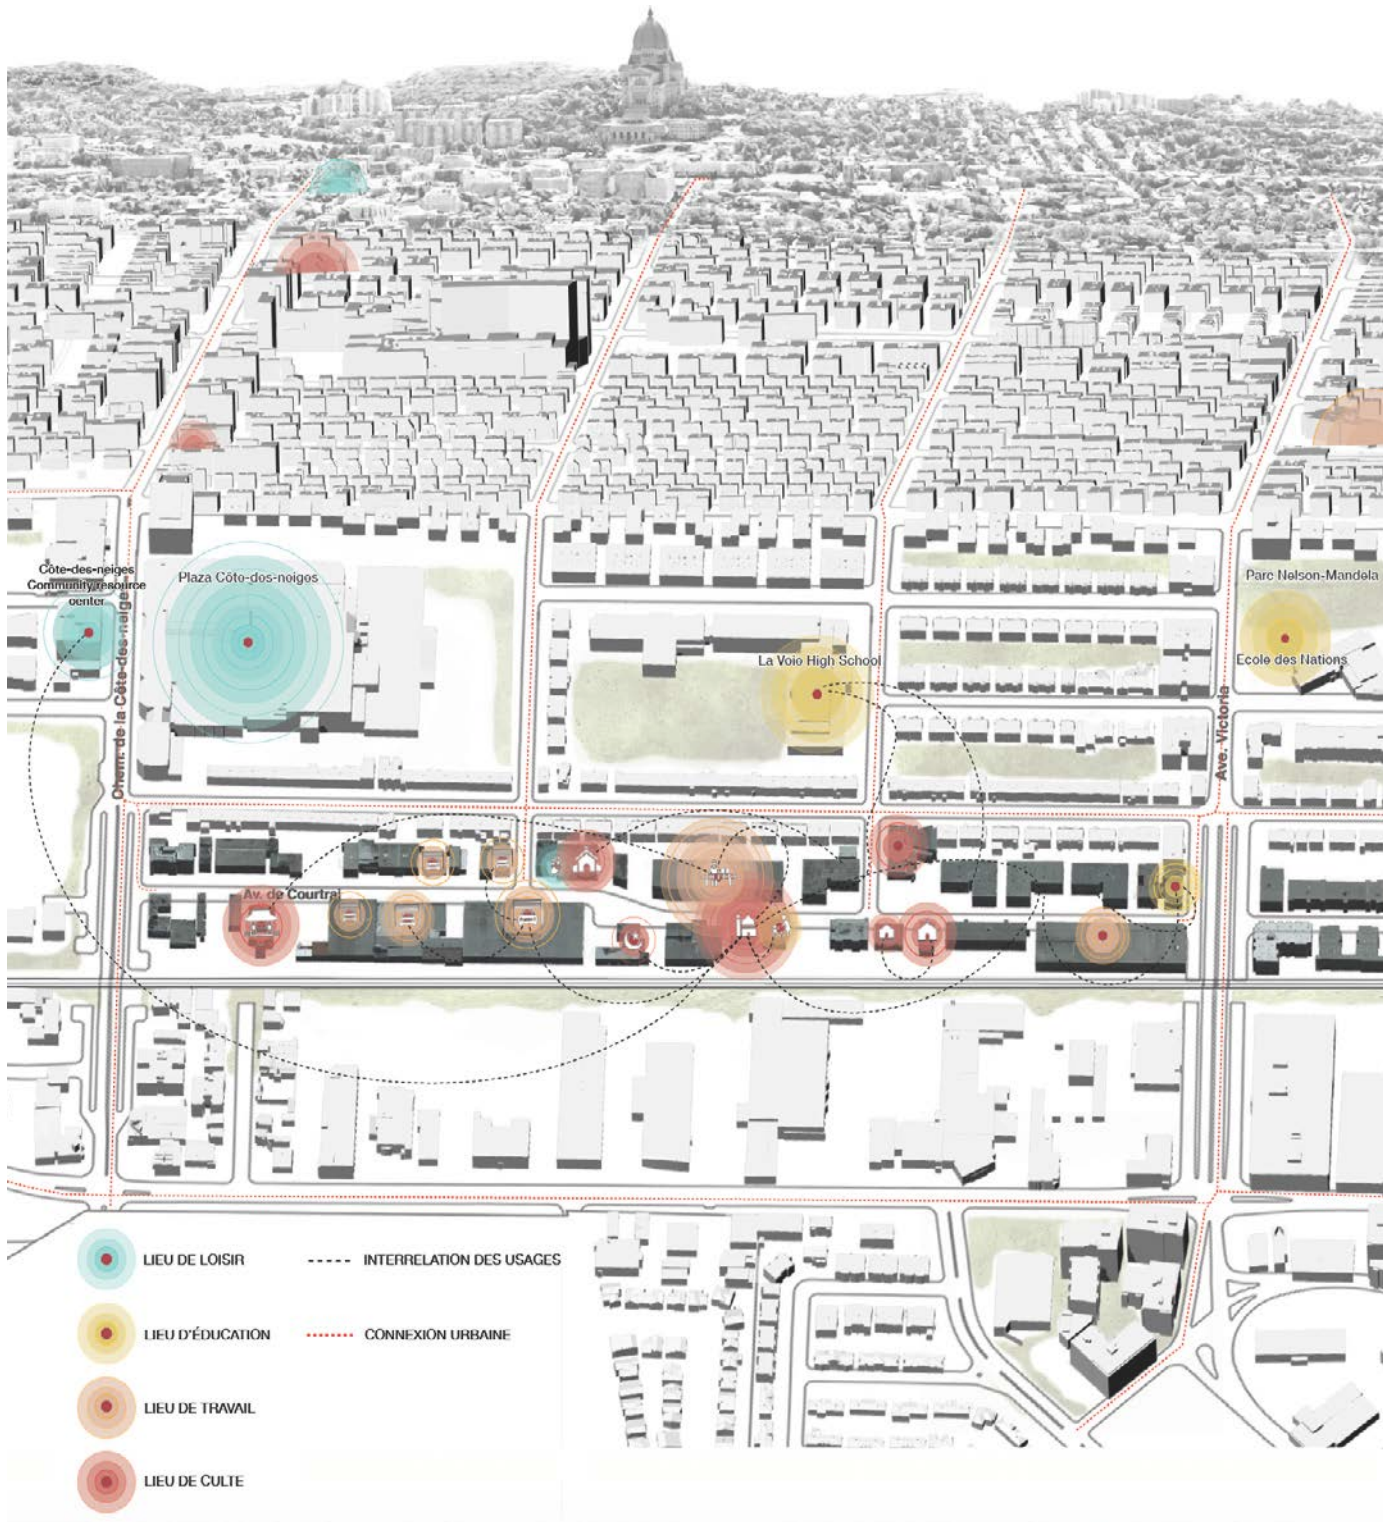 Côte-des-neiges
Community resource
center
Plaza Côte-des-neiges
Chem. de la Côte-des-neiges
La Voie High School
Parc Nelson-Mandela
Ecole des Nations
Ave. Victoria
Av. de Courtrai
LIEU DE LOISIR
INTERRELATION DES USAGES
LIEU D'ÉDUCATION
CONNEXION URBAINE
LIEU DE TRAVAIL
LIEU DE CULTE